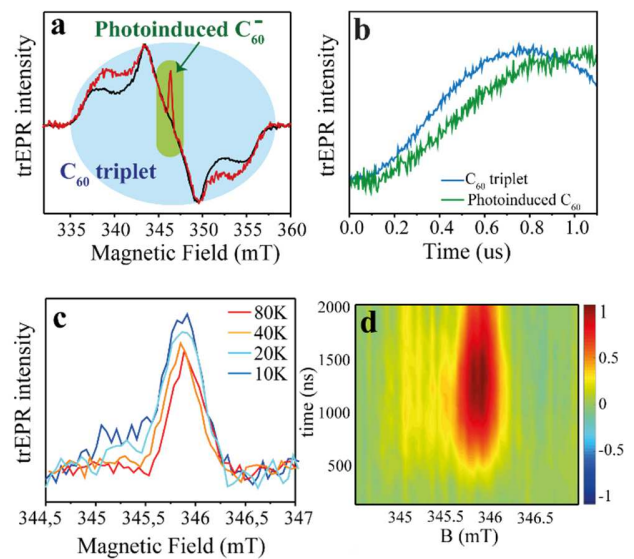 a
Photoinduced C₆₀⁻
C₆₀ triplet
trEPR intensity
335 340 345 350 355 360
Magnetic Field (mT)
b
trEPR intensity
C₆₀ triplet
Photoinduced C₆₀
0.0 0.2 0.4 0.6 0.8 1.0
Time (us)
c
80K
40K
20K
10K
trEPR intensity
344.5 345 345.5 346 346.5 347
Magnetic Field (mT)
d
2000
1500
1000
500
time (ns)
345 346 346.5
B (mT)
1
0.5
0
-0.5
-1